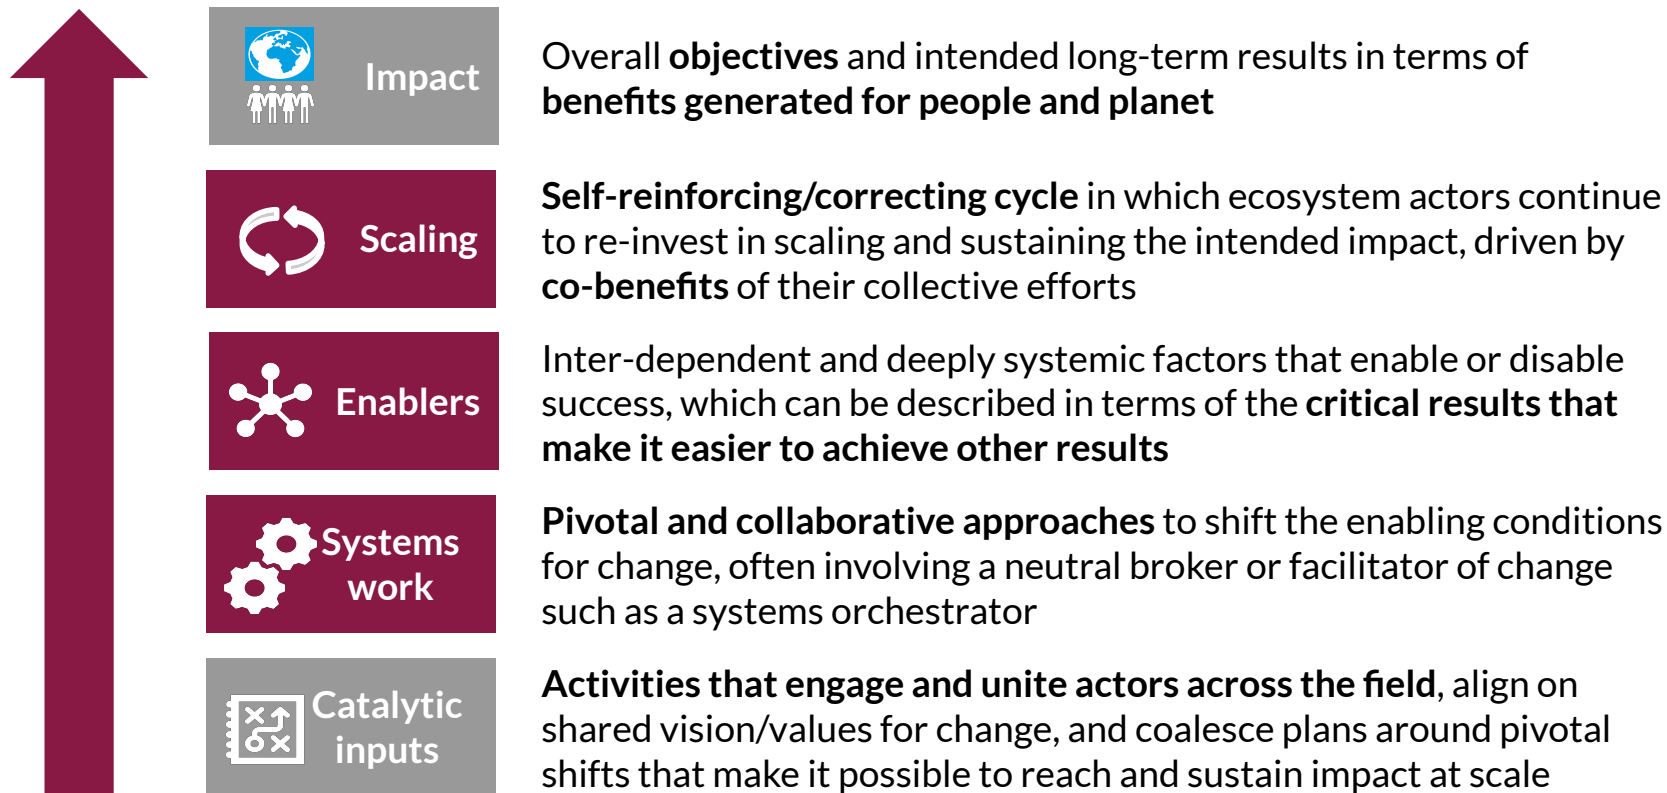 Impact
Overall objectives and intended long-term results in terms of
benefits generated for people and planet
Scaling
Self-reinforcing/correcting cycle in which ecosystem actors continue
to re-invest in scaling and sustaining the intended impact, driven by
co-benefits of their collective efforts
Enablers
Inter-dependent and deeply systemic factors that enable or disable
success, which can be described in terms of the critical results that
make it easier to achieve other results
Systems
work
Pivotal and collaborative approaches to shift the enabling conditions
for change, often involving a neutral broker or facilitator of change
such as a systems orchestrator
Catalytic
inputs
Activities that engage and unite actors across the field, align on
shared vision/values for change, and coalesce plans around pivotal
shifts that make it possible to reach and sustain impact at scale